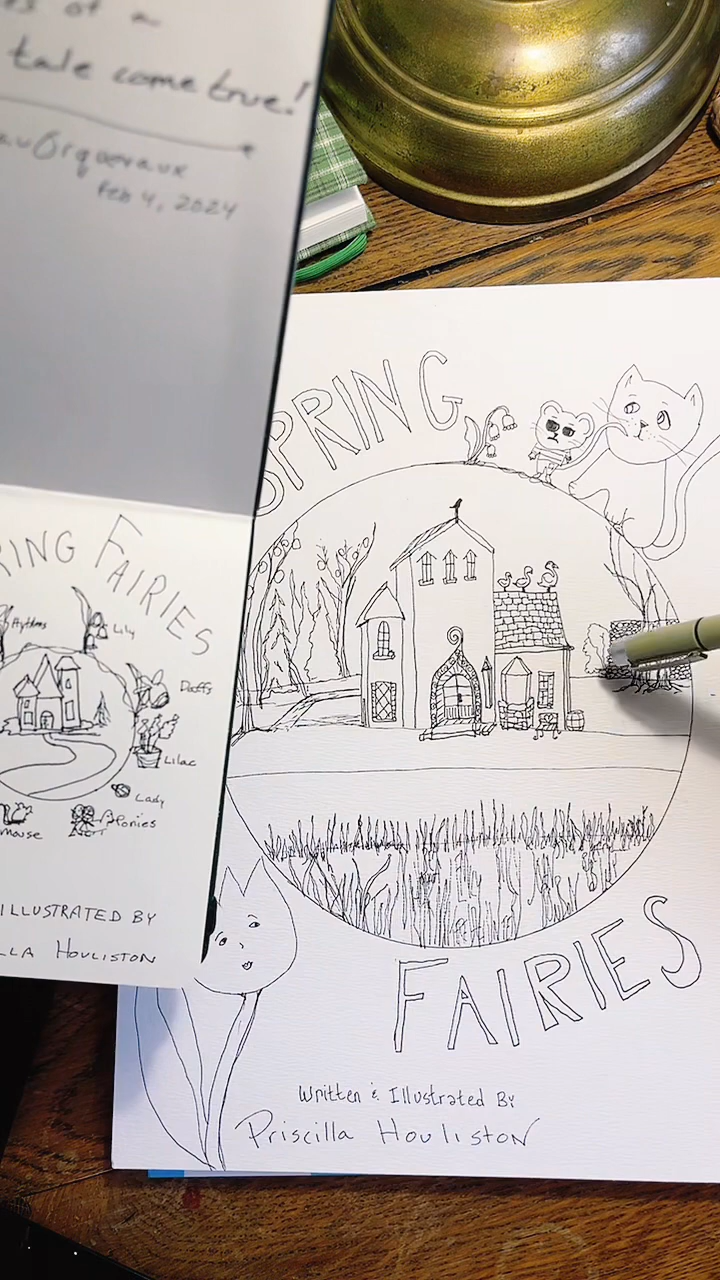 of a
tale come true!
Feb 4, 2024
RING FAIRIES
Lily
Daffs
Lilac
Lady
Ponies
mouse
ILLUSTRATED BY
LLA HOULISTON
SPRING
FAIRIES
Written & Illustrated By
Priscilla Houliston